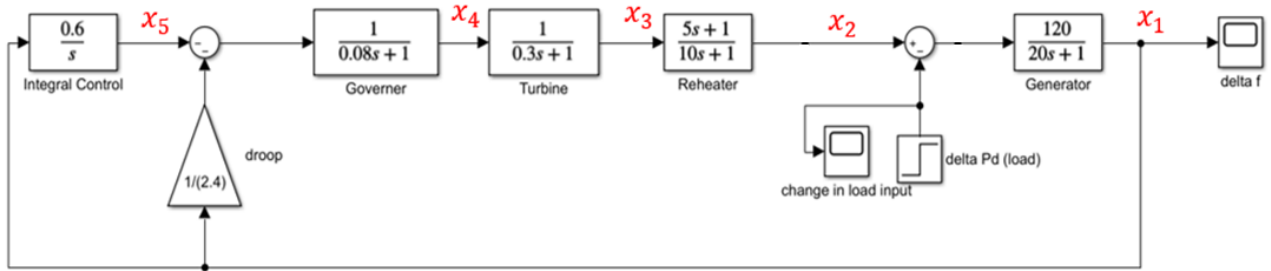 0.6
s
Integral Control
x₅
−
−
1
0.08s + 1
Governer
x₄
1
0.3s + 1
Turbine
x₃
5s + 1
10s + 1
Reheater
x₂
+
−
120
20s + 1
Generator
x₁
delta f
droop
1/(2.4)
change in load input
delta Pd (load)